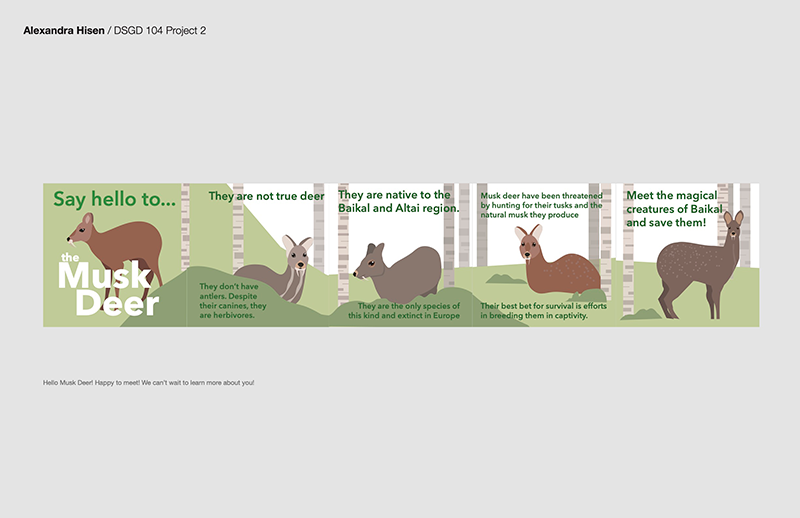 Alexandra Hisen / DSGD 104 Project 2
Say hello to...
the
Musk
Deer
They are not true deer
They don't have
antlers. Despite
their canines, they
are herbivores.
They are native to the
Baikal and Altai region.
They are the only species of
this kind and extinct in Europe
Musk deer have been threatened
by hunting for their tusks and the
natural musk they produce
Their best bet for survival is efforts
in breeding them in captivity.
Meet the magical
creatures of Baikal
and save them!
Hello Musk Deer! Happy to meet! We can't wait to learn more about you!